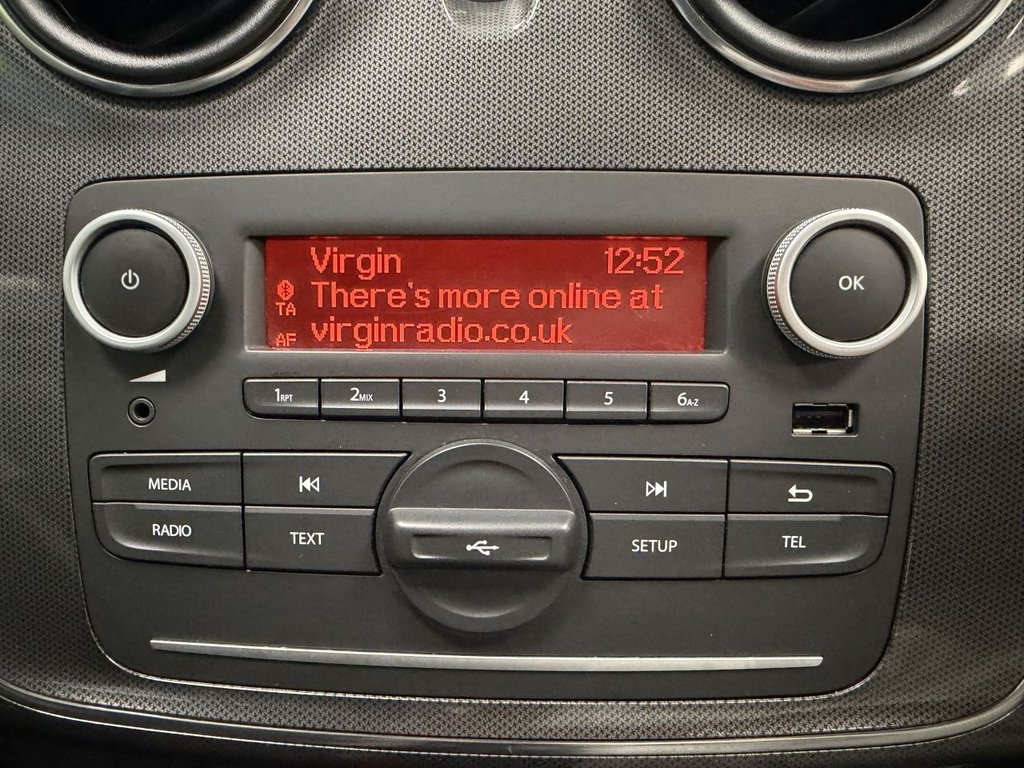 Virgin 12:52
There's more online at
TA
virginradio.co.uk
AF
OK
1RPT 2MIX 3 4 5 6A-Z
MEDIA
RADIO TEXT
SETUP TEL